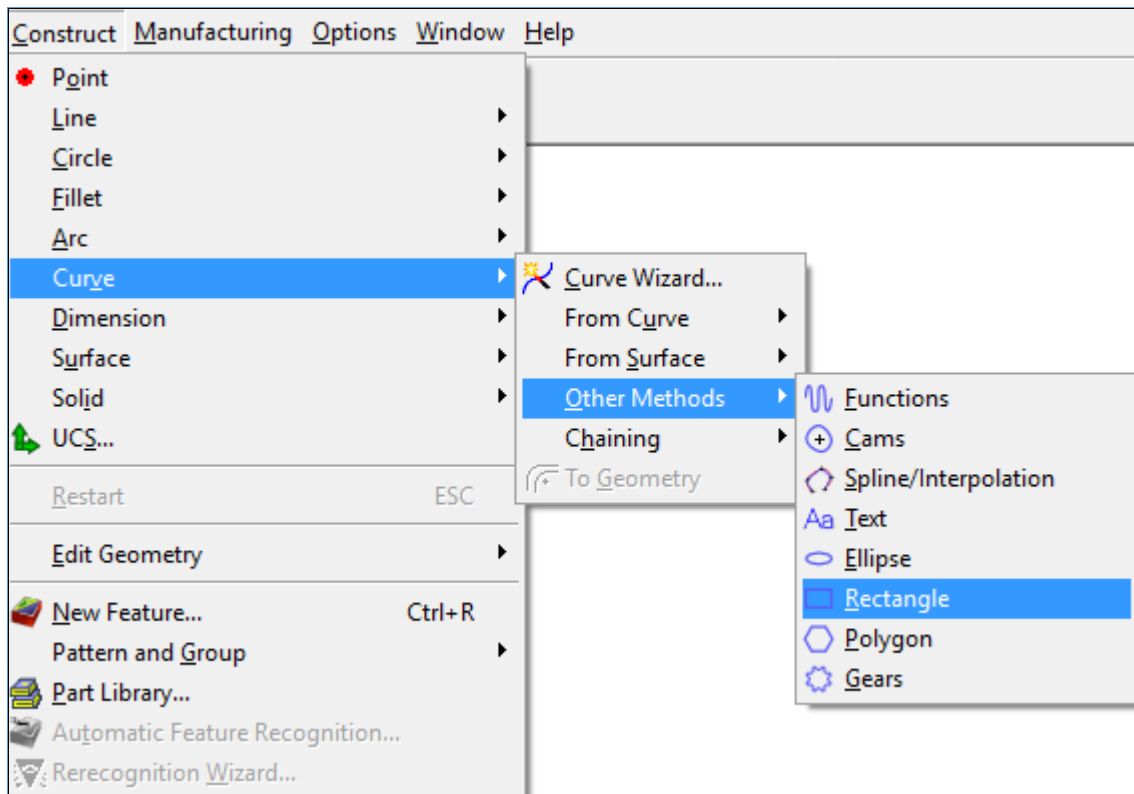 Construct Manufacturing Options Window Help
Point
Line
Circle
Fillet
Arc
Curve
Dimension
Surface
Solid
UCS...
Restart ESC
Edit Geometry
New Feature... Ctrl+R
Pattern and Group
Part Library...
Automatic Feature Recognition...
Rerecognition Wizard...
Curve Wizard...
From Curve
From Surface
Other Methods
Chaining
To Geometry
Functions
Cams
Spline/Interpolation
Aa Text
Ellipse
Rectangle
Polygon
Gears